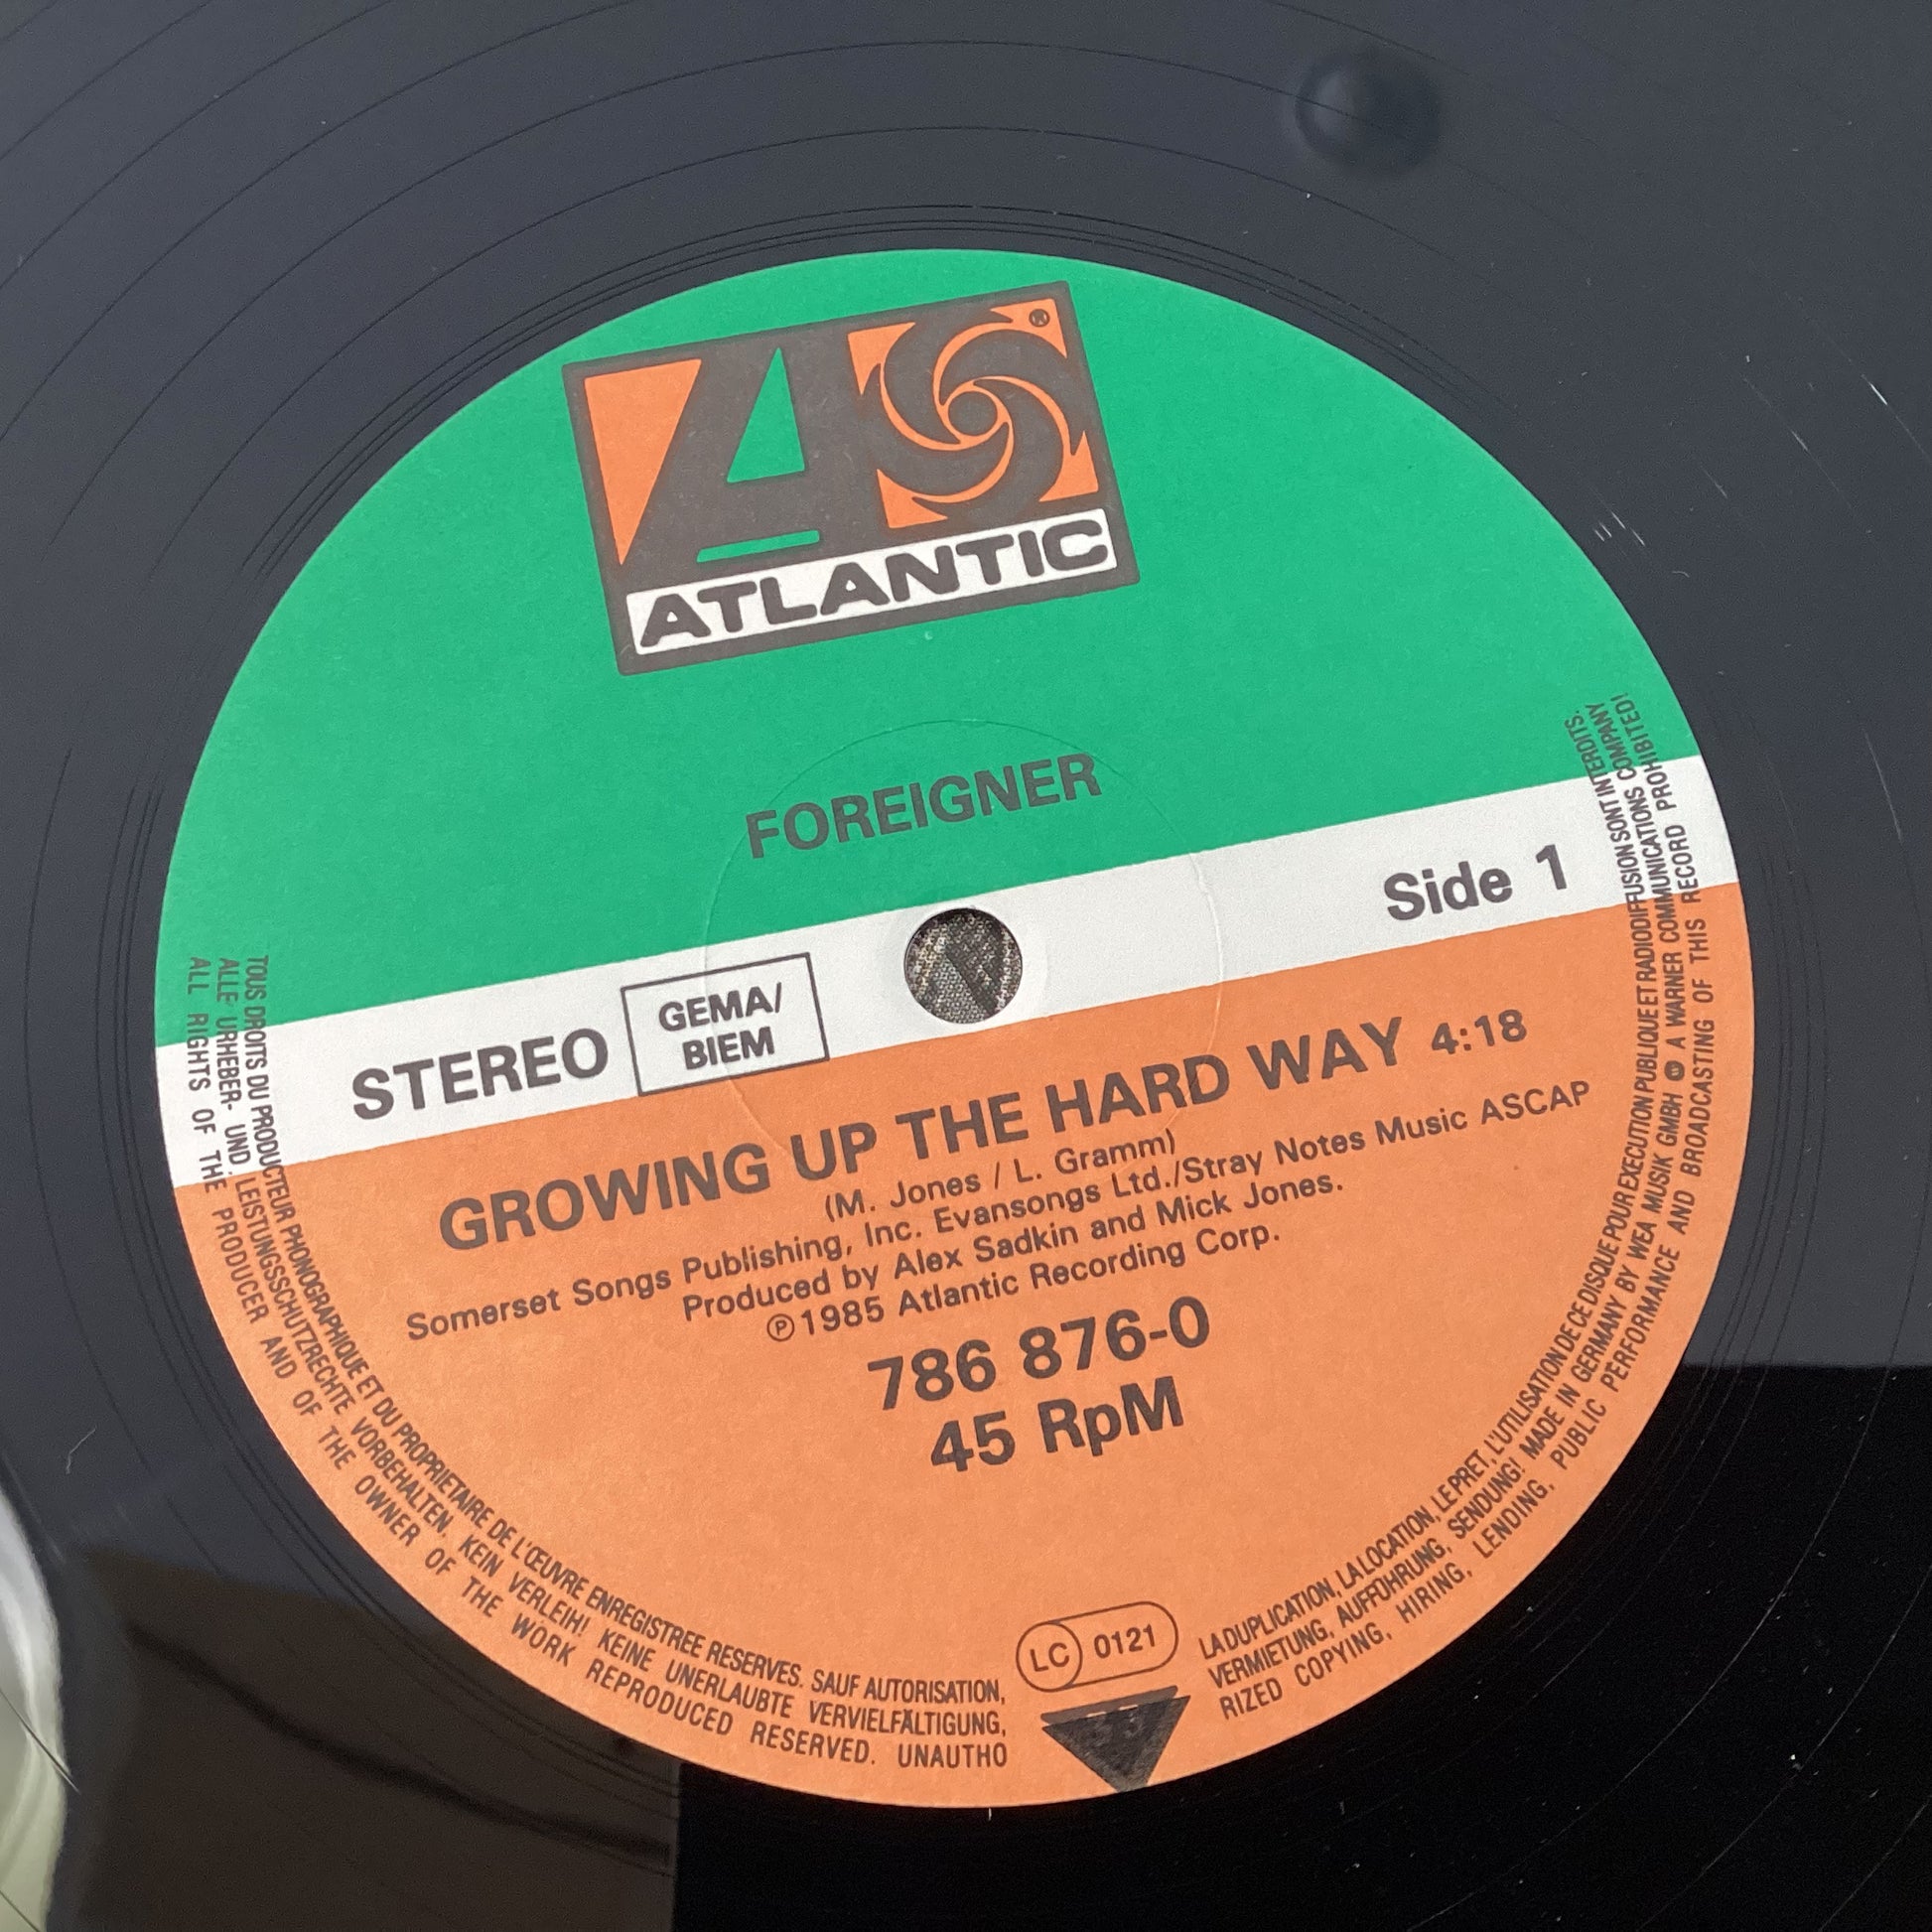 ATLANTIC
®
FOREIGNER
Side 1
STEREO
GEMA/
BIEM
GROWING UP THE HARD WAY 4:18
(M. Jones / L. Gramm)
Somerset Songs Publishing, Inc. Evansongs Ltd./Stray Notes Music ASCAP
Produced by Alex Sadkin and Mick Jones.
℗1985 Atlantic Recording Corp.
786 876-0
45 RpM
LC 0121
33
TOUS DROITS DU PRODUCTEUR PHONOGRAPHIQUE ET DU PROPRIETAIRE DE L'ŒUVRE ENREGISTREE RESERVES. SAUF AUTORISATION, LA DUPLICATION, LA LOCATION, LE PRET, L'UTILISATION DE CE DISQUE POUR EXECUTION PUBLIQUE ET RADIODIFFUSION SONT INTERDITS.
ALLE URHEBER- UND LEISTUNGSSCHUTZRECHTE VORBEHALTEN. KEIN VERLEIH! KEINE UNERLAUBTE VERVIELFÄLTIGUNG, VERMIETUNG, AUFFÜHRUNG, SENDUNG! MADE IN GERMANY BY WEA MUSIK GMBH A WARNER COMMUNICATIONS COMPANY
ALL RIGHTS OF THE PRODUCER AND OF THE OWNER OF THE WORK REPRODUCED RESERVED. UNAUTHORIZED COPYING, HIRING, LENDING, PUBLIC PERFORMANCE AND BROADCASTING OF THIS RECORD PROHIBITED!